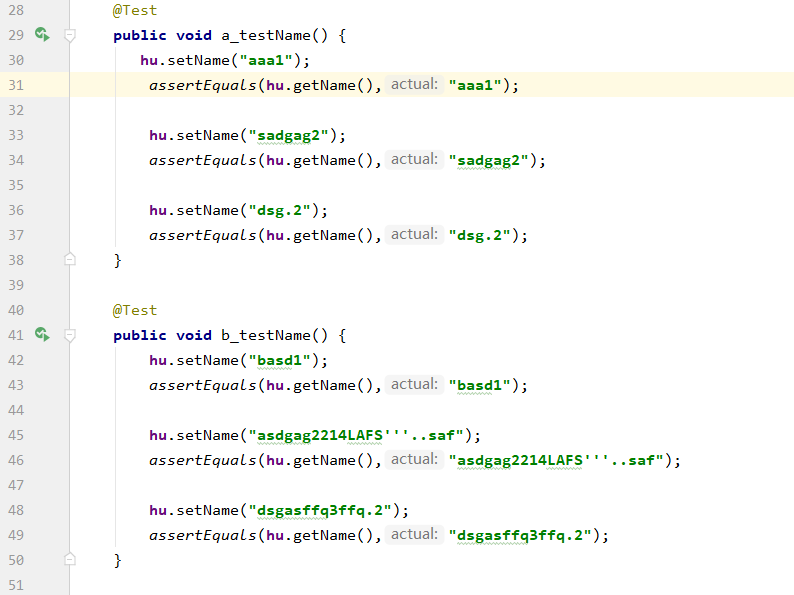 28 @Test
29 public void a_testName() {
30 hu.setName("aaa1");
31 assertEquals(hu.getName(), actual: "aaa1");
32
33 hu.setName("sadgag2");
34 assertEquals(hu.getName(), actual: "sadgag2");
35
36 hu.setName("dsg.2");
37 assertEquals(hu.getName(), actual: "dsg.2");
38 }
39
40 @Test
41 public void b_testName() {
42 hu.setName("basd1");
43 assertEquals(hu.getName(), actual: "basd1");
44
45 hu.setName("asdgag2214LAFS'''..saf");
46 assertEquals(hu.getName(), actual: "asdgag2214LAFS'''..saf");
47
48 hu.setName("dsgasffq3ffq.2");
49 assertEquals(hu.getName(), actual: "dsgasffq3ffq.2");
50 }
51